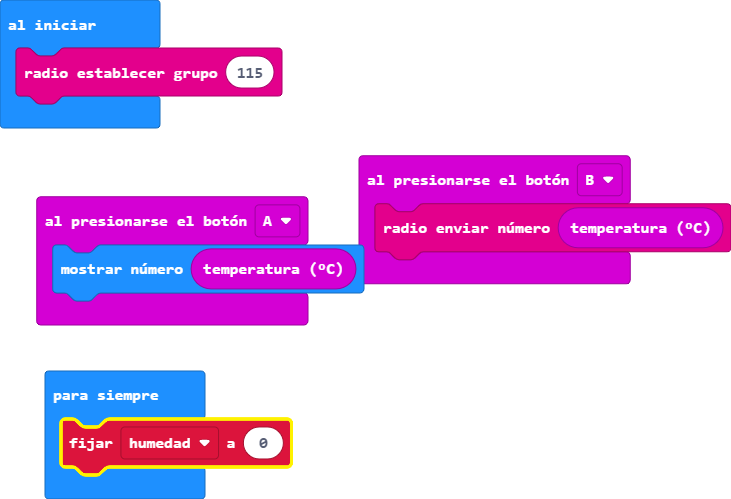 al iniciar
radio establecer grupo 115
al presionarse el botón B
al presionarse el botón A
radio enviar número temperatura (ºC)
mostrar número temperatura (ºC)
para siempre
fijar humedad a 0